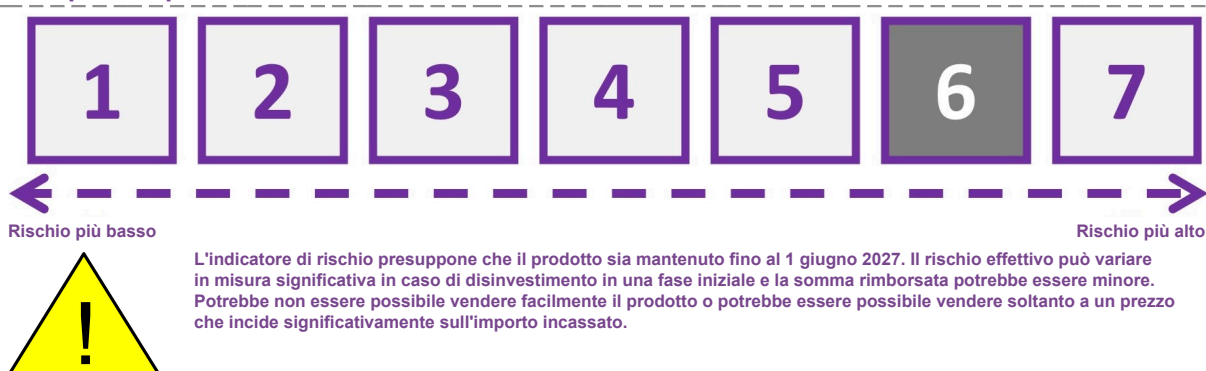 1 2 3 4 5 6 7
Rischio più basso Rischio più alto
L'indicatore di rischio presuppone che il prodotto sia mantenuto fino al 1 giugno 2027. Il rischio effettivo può variare
in misura significativa in caso di disinvestimento in una fase iniziale e la somma rimborsata potrebbe essere minore.
Potrebbe non essere possibile vendere facilmente il prodotto o potrebbe essere possibile vendere soltanto a un prezzo
che incide significativamente sull'importo incassato.
!